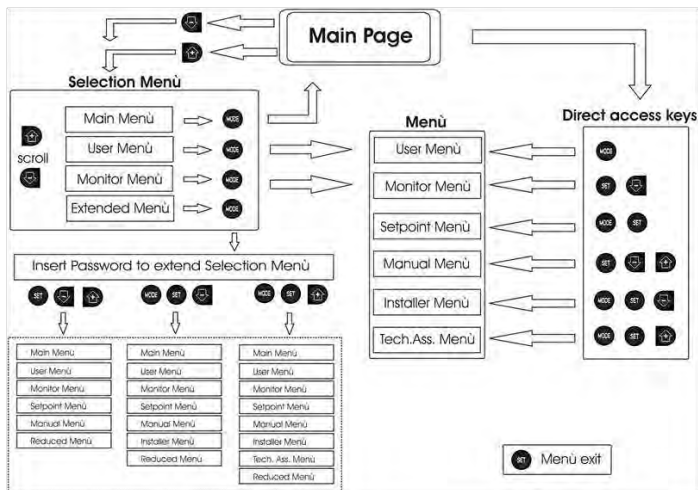 Main Page
Selection Menù
Main Menù
MODE
User Menù
MODE
scroll
Monitor Menù
MODE
Extended Menù
MODE
Insert Password to extend Selection Menù
SET
MODE SET
MODE SET
Main Menù
User Menù
Monitor Menù
Setpoint Menù
Manual Menù
Reduced Menù
Main Menù
User Menù
Monitor Menù
Setpoint Menù
Manual Menù
Installer Menù
Reduced Menù
Main Menù
User Menù
Monitor Menù
Setpoint Menù
Manual Menù
Installer Menù
Tech. Ass. Menù
Reduced Menù
Menù
User Menù
Monitor Menù
Setpoint Menù
Manual Menù
Installer Menù
Tech.Ass. Menù
Direct access keys
MODE
SET
MODE SET
SET
MODE SET
MODE SET
SET Menù exit